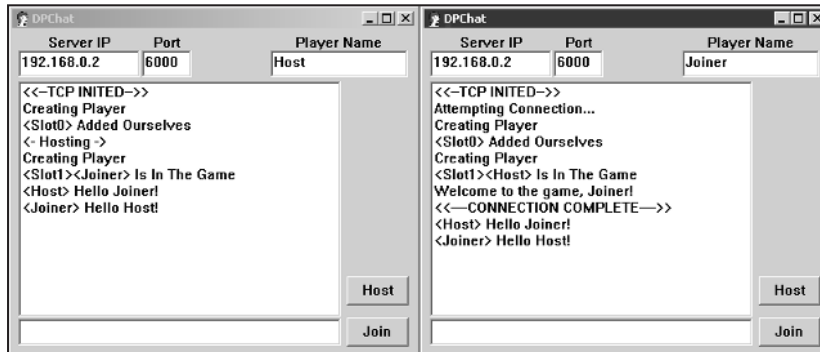 DPChat
Server IP Port Player Name
192.168.0.2 6000 Host
<<-TCP INITED->>
Creating Player
<Slot0> Added Ourselves
<- Hosting ->
Creating Player
<Slot1><Joiner> Is In The Game
<Host> Hello Joiner!
<Joiner> Hello Host!
Host
Join
DPChat
Server IP Port Player Name
192.168.0.2 6000 Joiner
<<-TCP INITED->>
Attempting Connection...
Creating Player
<Slot0> Added Ourselves
Creating Player
<Slot1><Host> Is In The Game
Welcome to the game, Joiner!
<<—CONNECTION COMPLETE—>>
<Host> Hello Joiner!
<Joiner> Hello Host!
Host
Join